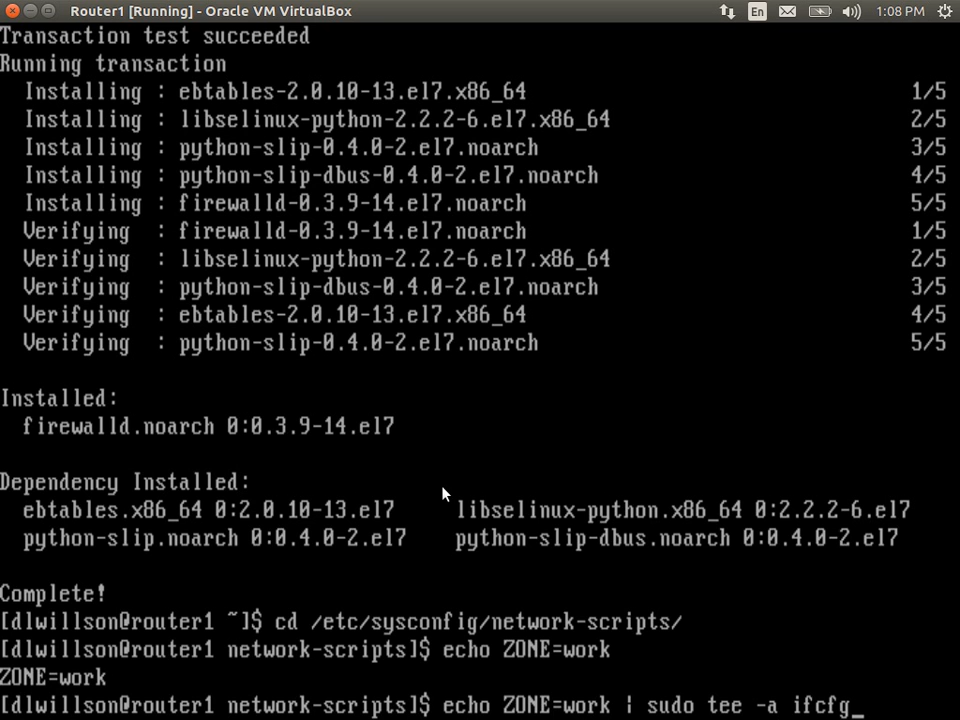 Router1 [Running] - Oracle VM VirtualBox En 1:08 PM
Transaction test succeeded
Running transaction
Installing : ebtables-2.0.10-13.el7.x86_64 1/5
Installing : libselinux-python-2.2.2-6.el7.x86_64 2/5
Installing : python-slip-0.4.0-2.el7.noarch 3/5
Installing : python-slip-dbus-0.4.0-2.el7.noarch 4/5
Installing : firewalld-0.3.9-14.el7.noarch 5/5
Verifying : firewalld-0.3.9-14.el7.noarch 1/5
Verifying : libselinux-python-2.2.2-6.el7.x86_64 2/5
Verifying : python-slip-dbus-0.4.0-2.el7.noarch 3/5
Verifying : ebtables-2.0.10-13.el7.x86_64 4/5
Verifying : python-slip-0.4.0-2.el7.noarch 5/5
Installed:
firewalld.noarch 0:0.3.9-14.el7
Dependency Installed:
ebtables.x86_64 0:2.0.10-13.el7 libselinux-python.x86_64 0:2.2.2-6.el7
python-slip.noarch 0:0.4.0-2.el7 python-slip-dbus.noarch 0:0.4.0-2.el7
Complete!
[dlwillson@router1 ~]$ cd /etc/sysconfig/network-scripts/
[dlwillson@router1 network-scripts]$ echo ZONE=work
ZONE=work
[dlwillson@router1 network-scripts]$ echo ZONE=work | sudo tee -a ifcfg_